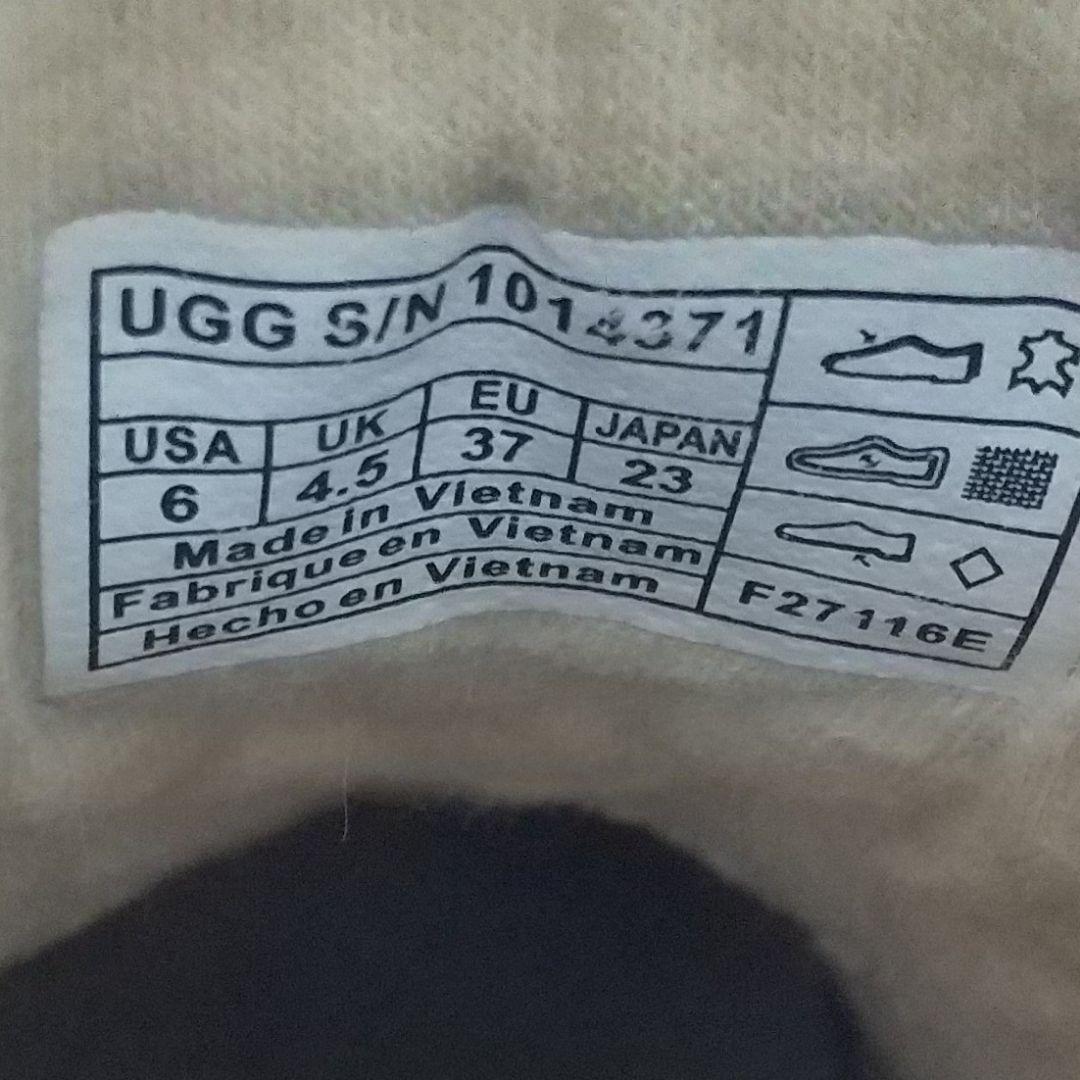 UGG S/N 1014371
USA UK EU JAPAN
6 4.5 37 23
Made in Vietnam
Fabrique en Vietnam
Hecho en Vietnam
F27116E